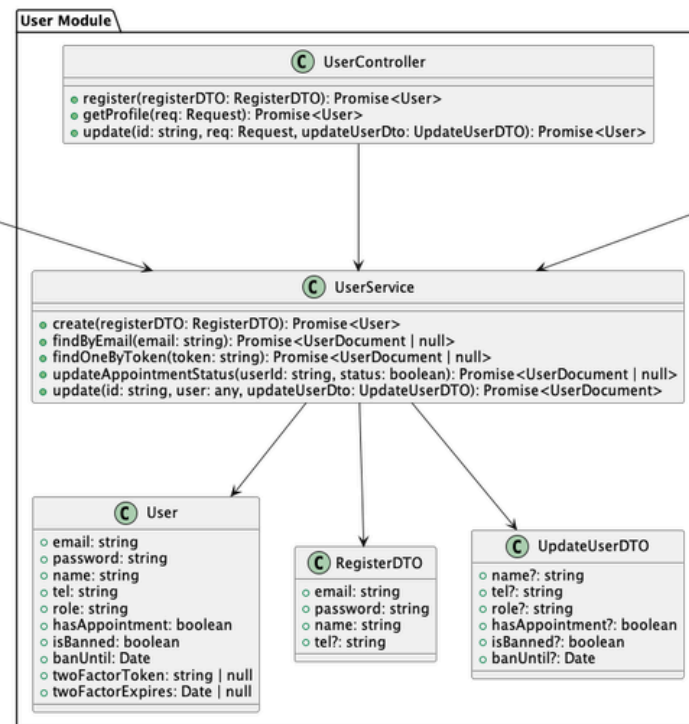 User Module
C UserController
register(registerDTO: RegisterDTO): Promise<User>
getProfile(req: Request): Promise<User>
update(id: string, req: Request, updateUserDto: UpdateUserDTO): Promise<User>
C UserService
create(registerDTO: RegisterDTO): Promise<User>
findByEmail(email: string): Promise<UserDocument | null>
findOneByToken(token: string): Promise<UserDocument | null>
updateAppointmentStatus(userId: string, status: boolean): Promise<UserDocument | null>
update(id: string, user: any, updateUserDto: UpdateUserDTO): Promise<UserDocument>
C User
email: string
password: string
name: string
tel: string
role: string
hasAppointment: boolean
isBanned: boolean
banUntil: Date
twoFactorToken: string | null
twoFactorExpires: Date | null
C RegisterDTO
email: string
password: string
name: string
tel?: string
C UpdateUserDTO
name?: string
tel?: string
role?: string
hasAppointment?: boolean
isBanned?: boolean
banUntil?: Date